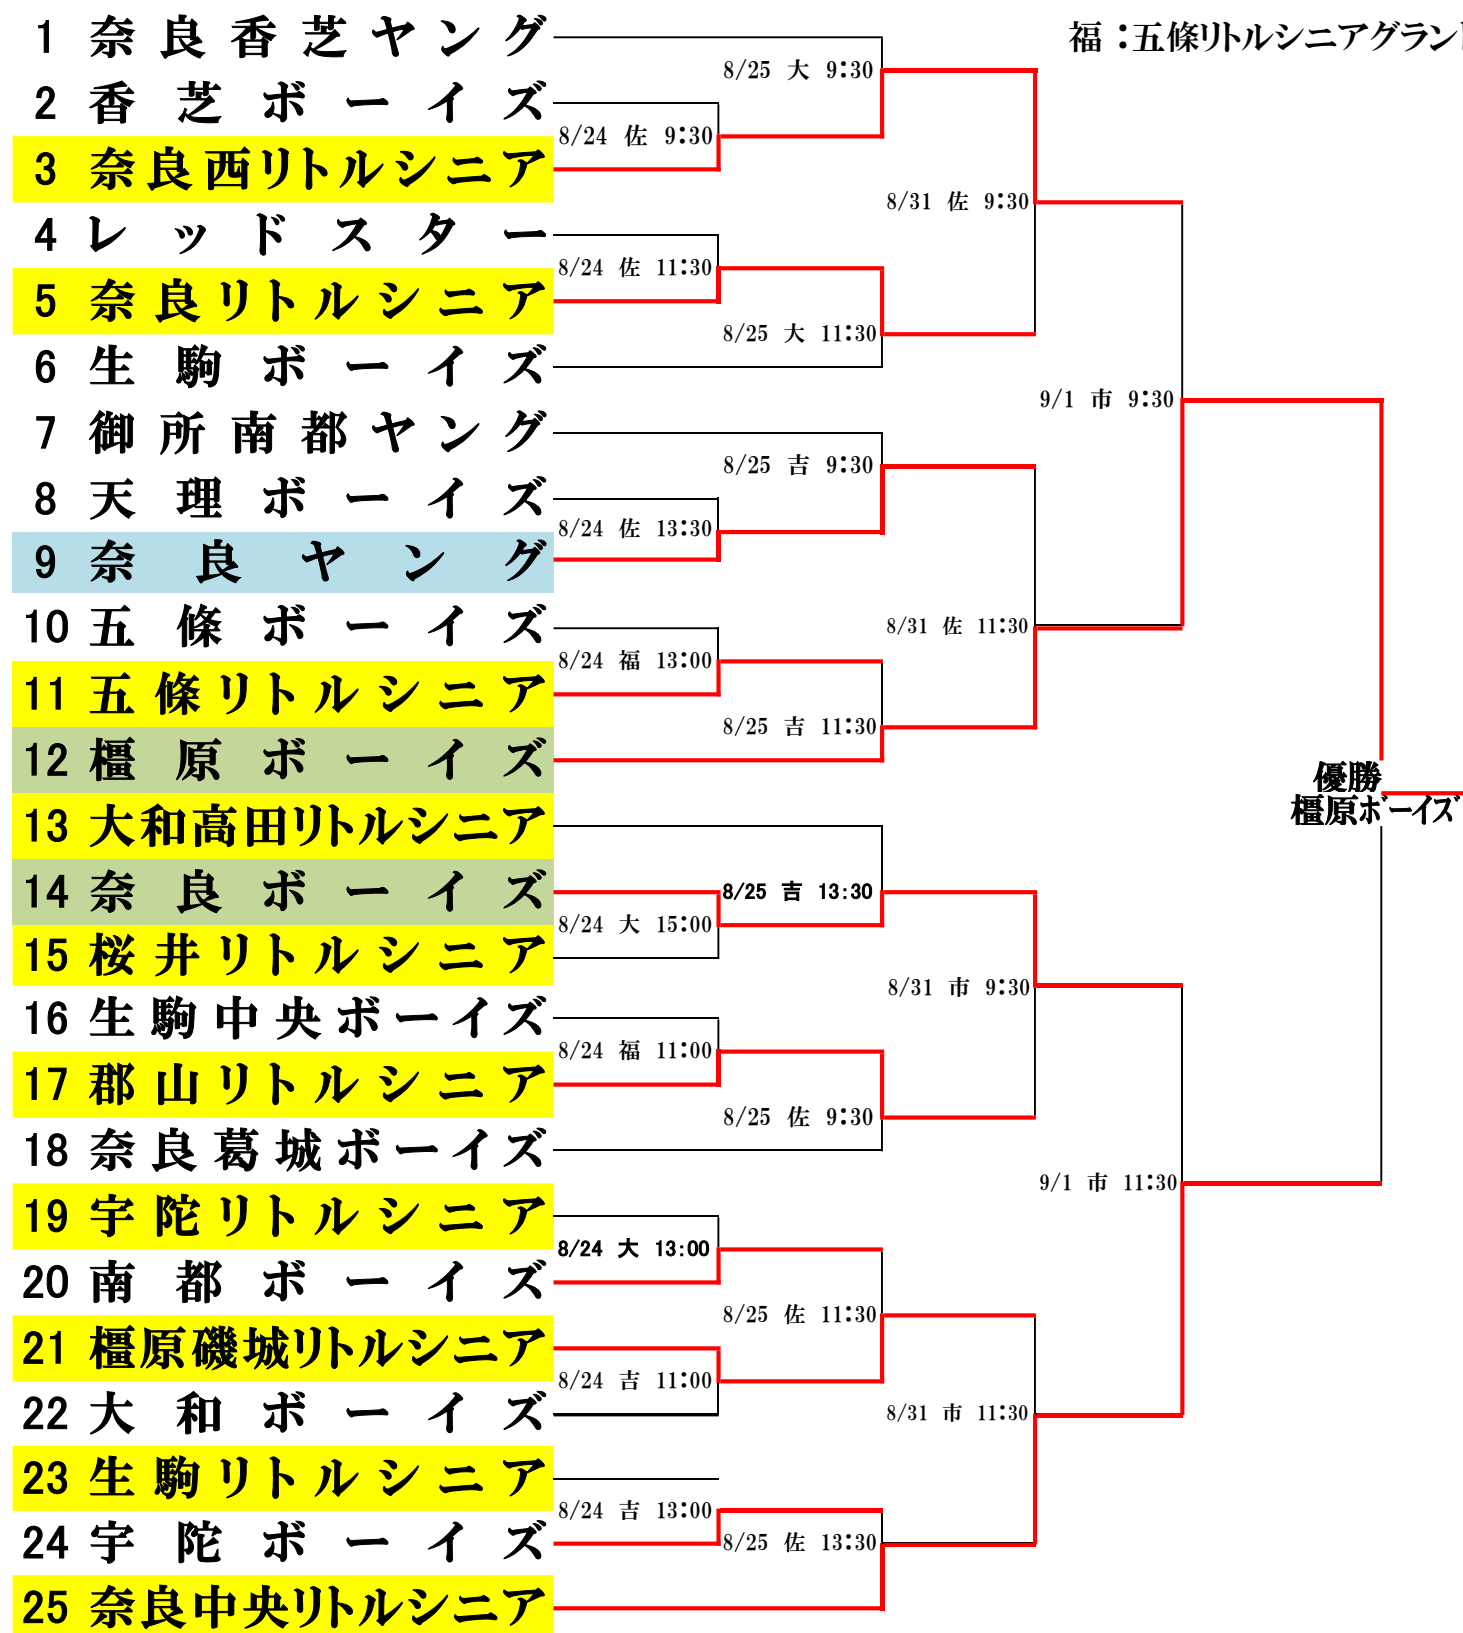 1 奈良香芝ヤング
福：五條リトルシニアグラン
8/25 大 9:30
2 香芝ボーイズ
8/24 佐 9:30
3 奈良西リトルシニア
8/31 佐 9:30
4 レッドスター
8/24 佐 11:30
5 奈良リトルシニア
8/25 大 11:30
6 生駒ボーイズ
9/1 市 9:30
7 御所南都ヤング
8/25 吉 9:30
8 天理ボーイズ
8/24 佐 13:30
9 奈良ヤング
10 五條ボーイズ
8/31 佐 11:30
8/24 福 13:00
11 五條リトルシニア
8/25 吉 11:30
12 橿原ボーイズ
優勝
橿原ボーイズ
13 大和高田リトルシニア
8/25 吉 13:30
14 奈良ボーイズ
8/24 大 15:00
15 桜井リトルシニア
8/31 市 9:30
16 生駒中央ボーイズ
8/24 福 11:00
17 郡山リトルシニア
8/25 佐 9:30
18 奈良葛城ボーイズ
9/1 市 11:30
19 宇陀リトルシニア
8/24 大 13:00
20 南都ボーイズ
8/25 佐 11:30
21 橿原磯城リトルシニア
8/24 吉 11:00
22 大和ボーイズ
8/31 市 11:30
23 生駒リトルシニア
8/24 吉 13:00
24 宇陀ボーイズ
8/25 佐 13:30
25 奈良中央リトルシニア